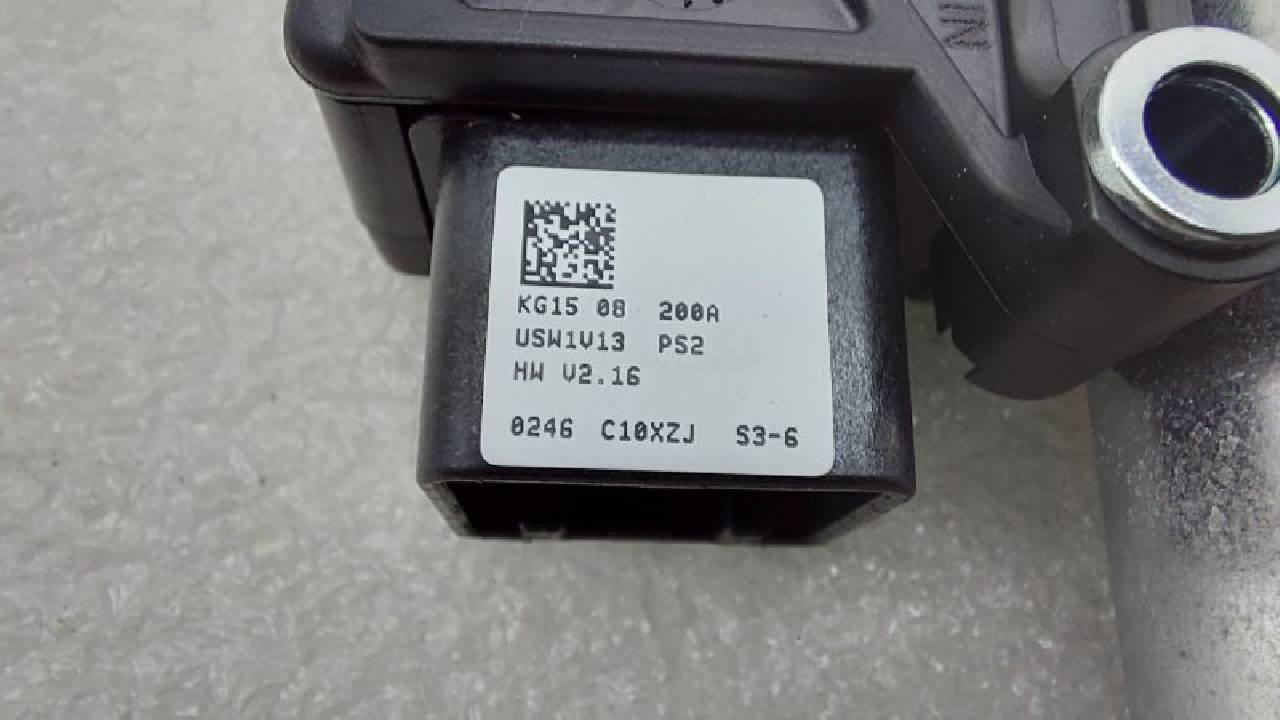 KG15 08 200A
USW1V13 PS2
HW V2.16
0246 C10XZJ S3-6